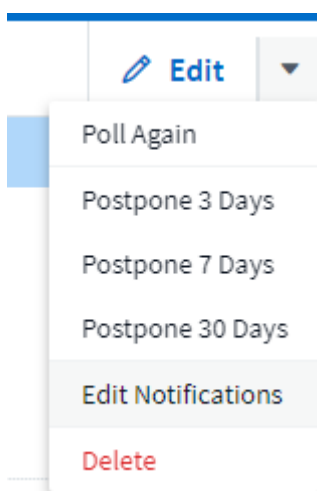 Edit
Poll Again
Postpone 3 Days
Postpone 7 Days
Postpone 30 Days
Edit Notifications
Delete